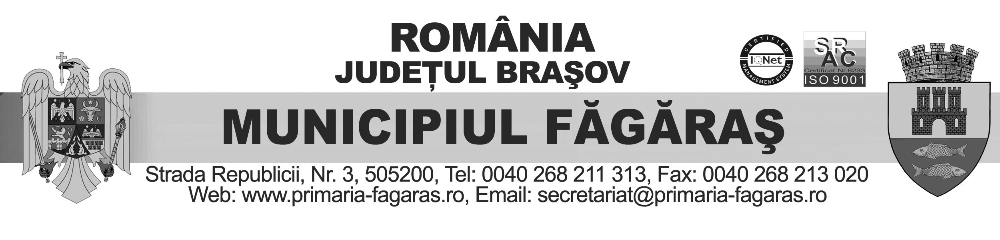 ROMÂNIA
JUDEȚUL BRAŞOV
MUNICIPIUL FĂGĂRAŞ
Strada Republicii, Nr. 3, 505200, Tel: 0040 268 211 313, Fax: 0040 268 213 020
Web: www.primaria-fagaras.ro, Email: secretariat@primaria-fagaras.ro
CERTIFIED
IQNet
MANAGEMENT SYSTEM
SR
AC
Certificat Nr.6233
ISO 9001